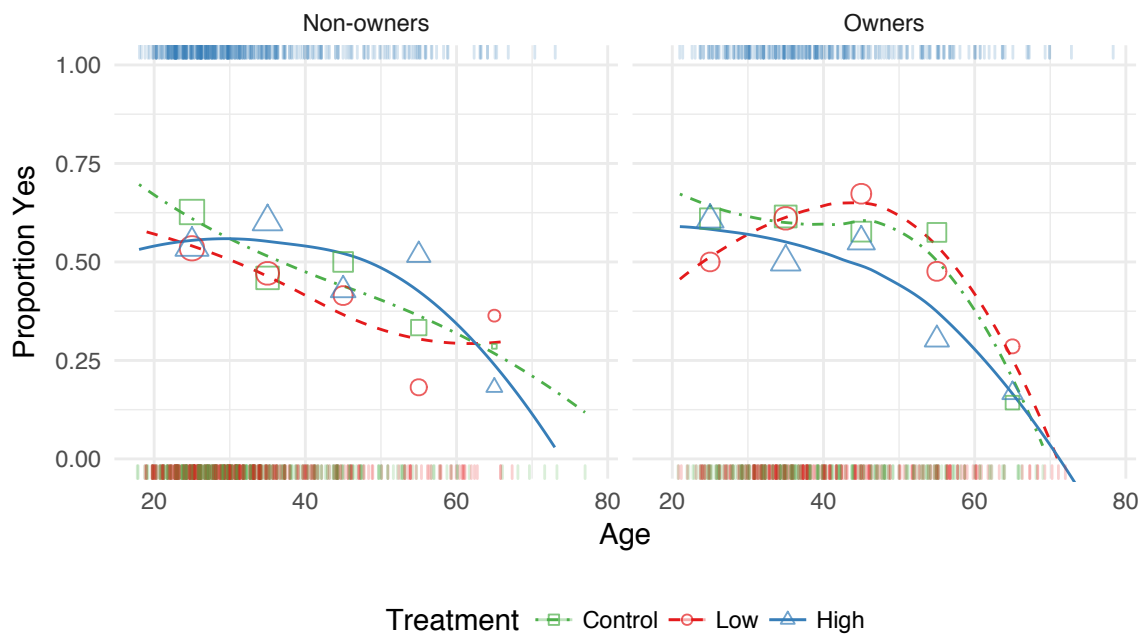 Non-owners Owners
1.00
0.75
0.50
0.25
0.00
Proportion Yes
20 40 60 80 20 40 60 80
Age
Treatment Control Low High